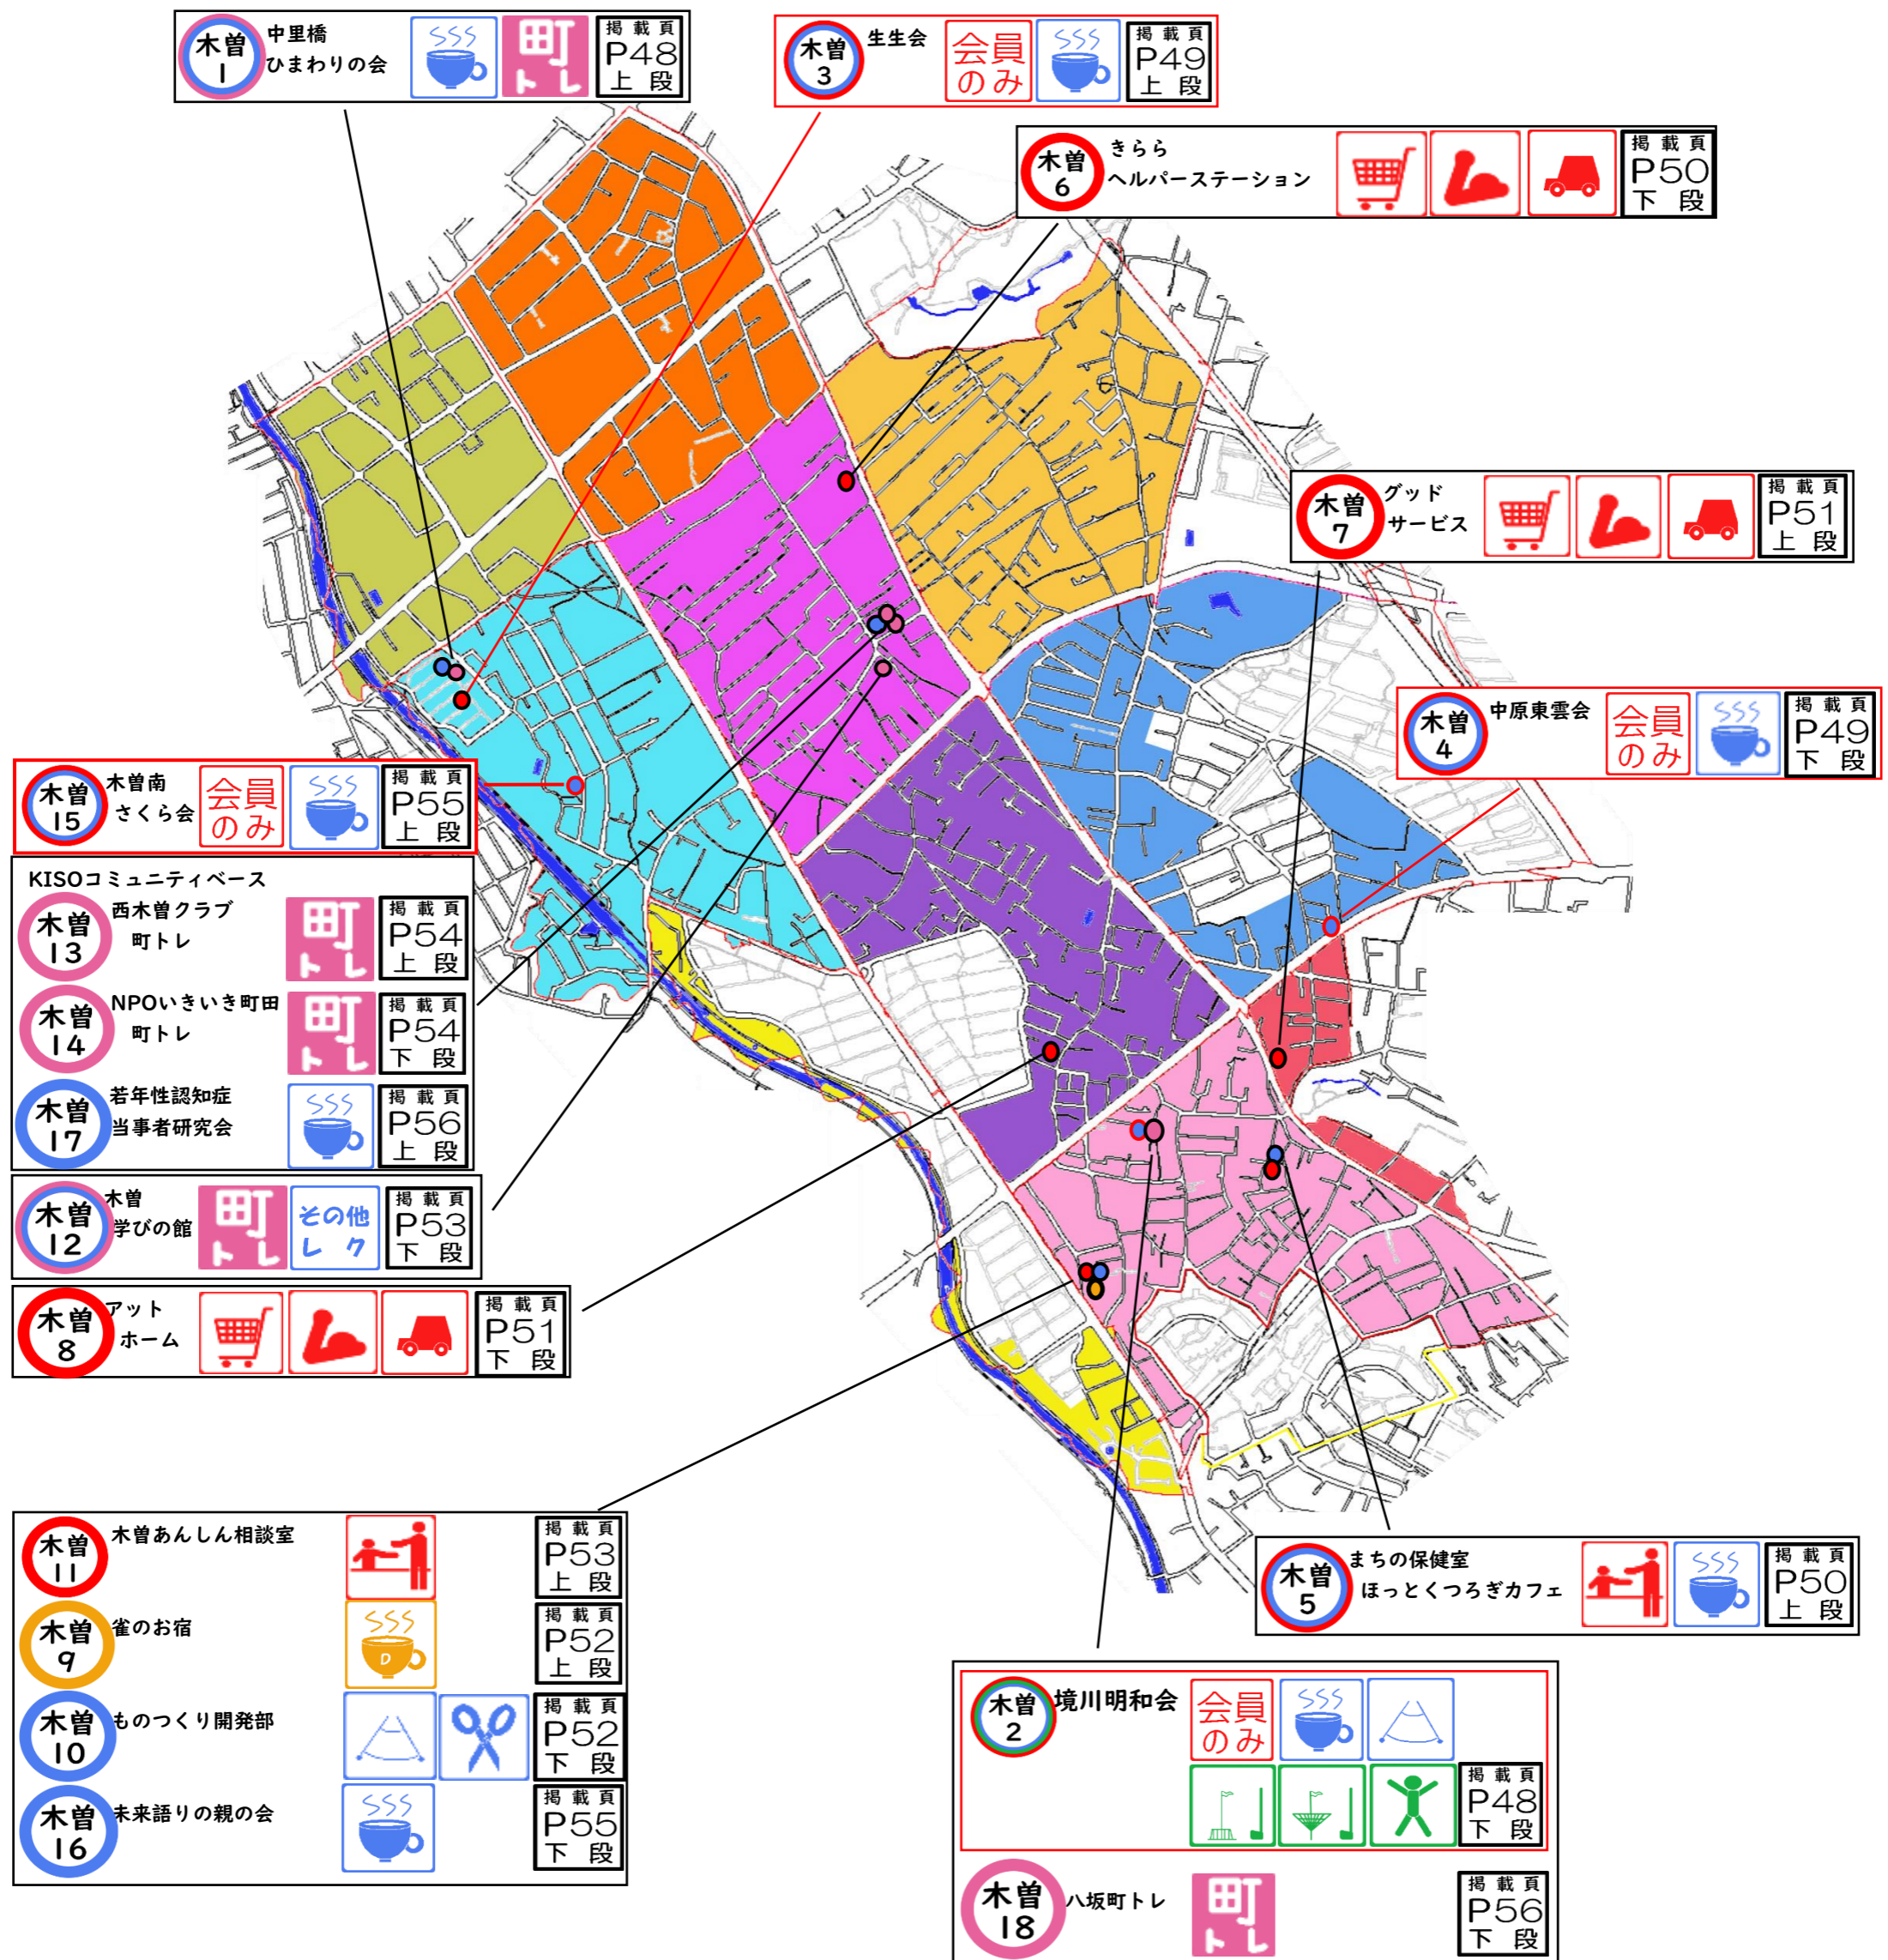 木曽
1
中里橋
ひまわりの会
町
トレ
掲載頁
P48
上段
木曽
3
生生会
会員
のみ
掲載頁
P49
上段
木曽
6
きらら
ヘルパーステーション
掲載頁
P50
下段
木曽
7
グッド
サービス
掲載頁
P51
上段
木曽
4
中原東雲会
会員
のみ
掲載頁
P49
下段
木曽
15
木曽南
さくら会
会員
のみ
掲載頁
P55
上段
KISOコミュニティベース
木曽
13
西木曽クラブ
町トレ
町
トレ
掲載頁
P54
上段
木曽
14
NPOいきいき町田
町トレ
町
トレ
掲載頁
P54
下段
木曽
17
若年性認知症
当事者研究会
掲載頁
P56
上段
木曽
12
木曽
学びの館
町
トレ
その他
レク
掲載頁
P53
下段
木曽
8
アット
ホーム
掲載頁
P51
下段
木曽
11
木曽あんしん相談室
掲載頁
P53
上段
木曽
9
雀のお宿
D
掲載頁
P52
上段
木曽
10
ものつくり開発部
掲載頁
P52
下段
木曽
16
未来語りの親の会
掲載頁
P55
下段
木曽
5
まちの保健室
ほっとくつろぎカフェ
掲載頁
P50
上段
木曽
2
境川明和会
会員
のみ
掲載頁
P48
下段
木曽
18
八坂町トレ
町
トレ
掲載頁
P56
下段